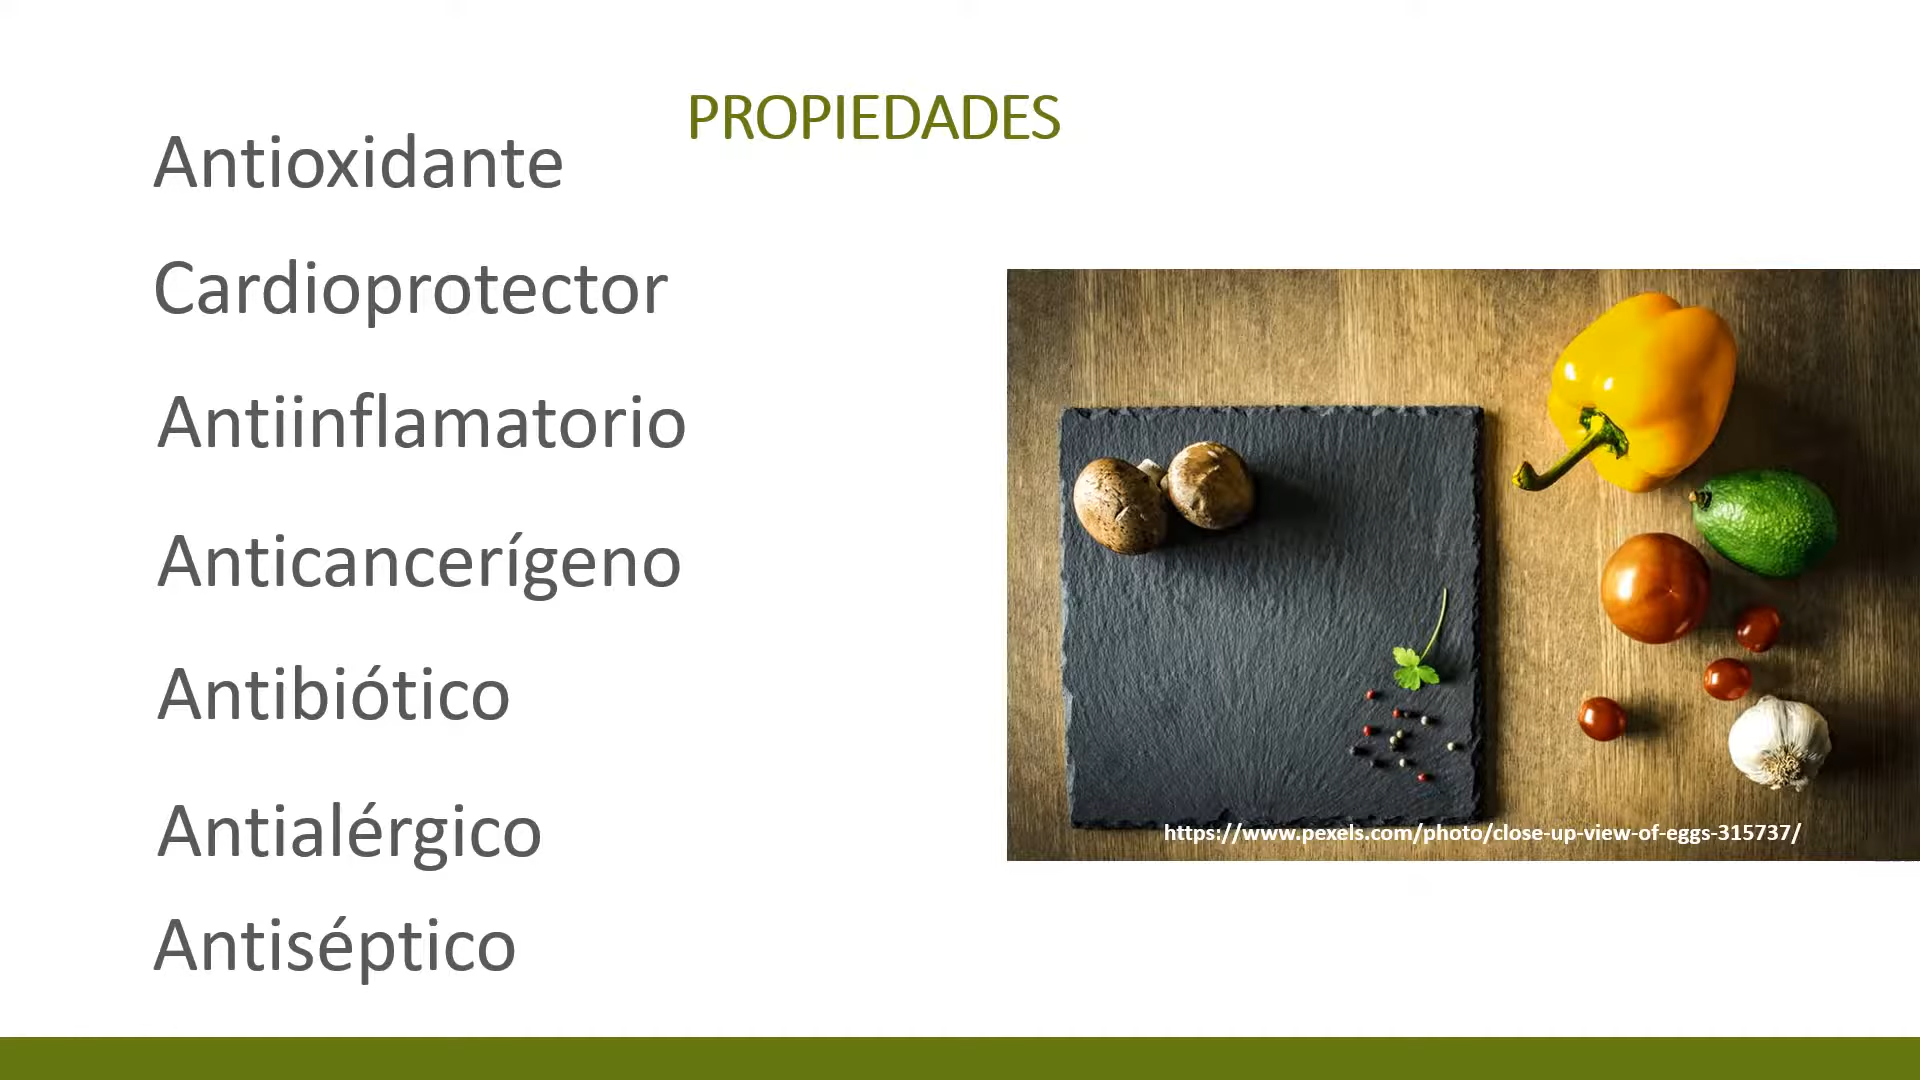 PROPIEDADES
Antioxidante
Cardioprotector
Antiinflamatorio
Anticancerígeno
Antibiótico
Antialérgico
Antiséptico
https://www.pexels.com/photo/close-up-view-of-eggs-315737/